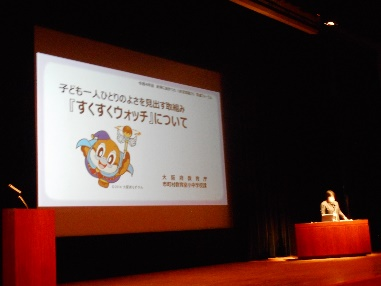 子ども一人ひとりのよさを見出す取組み
『すくすくウォッチ』について
大阪府教育庁
市町村教育室小中学校課